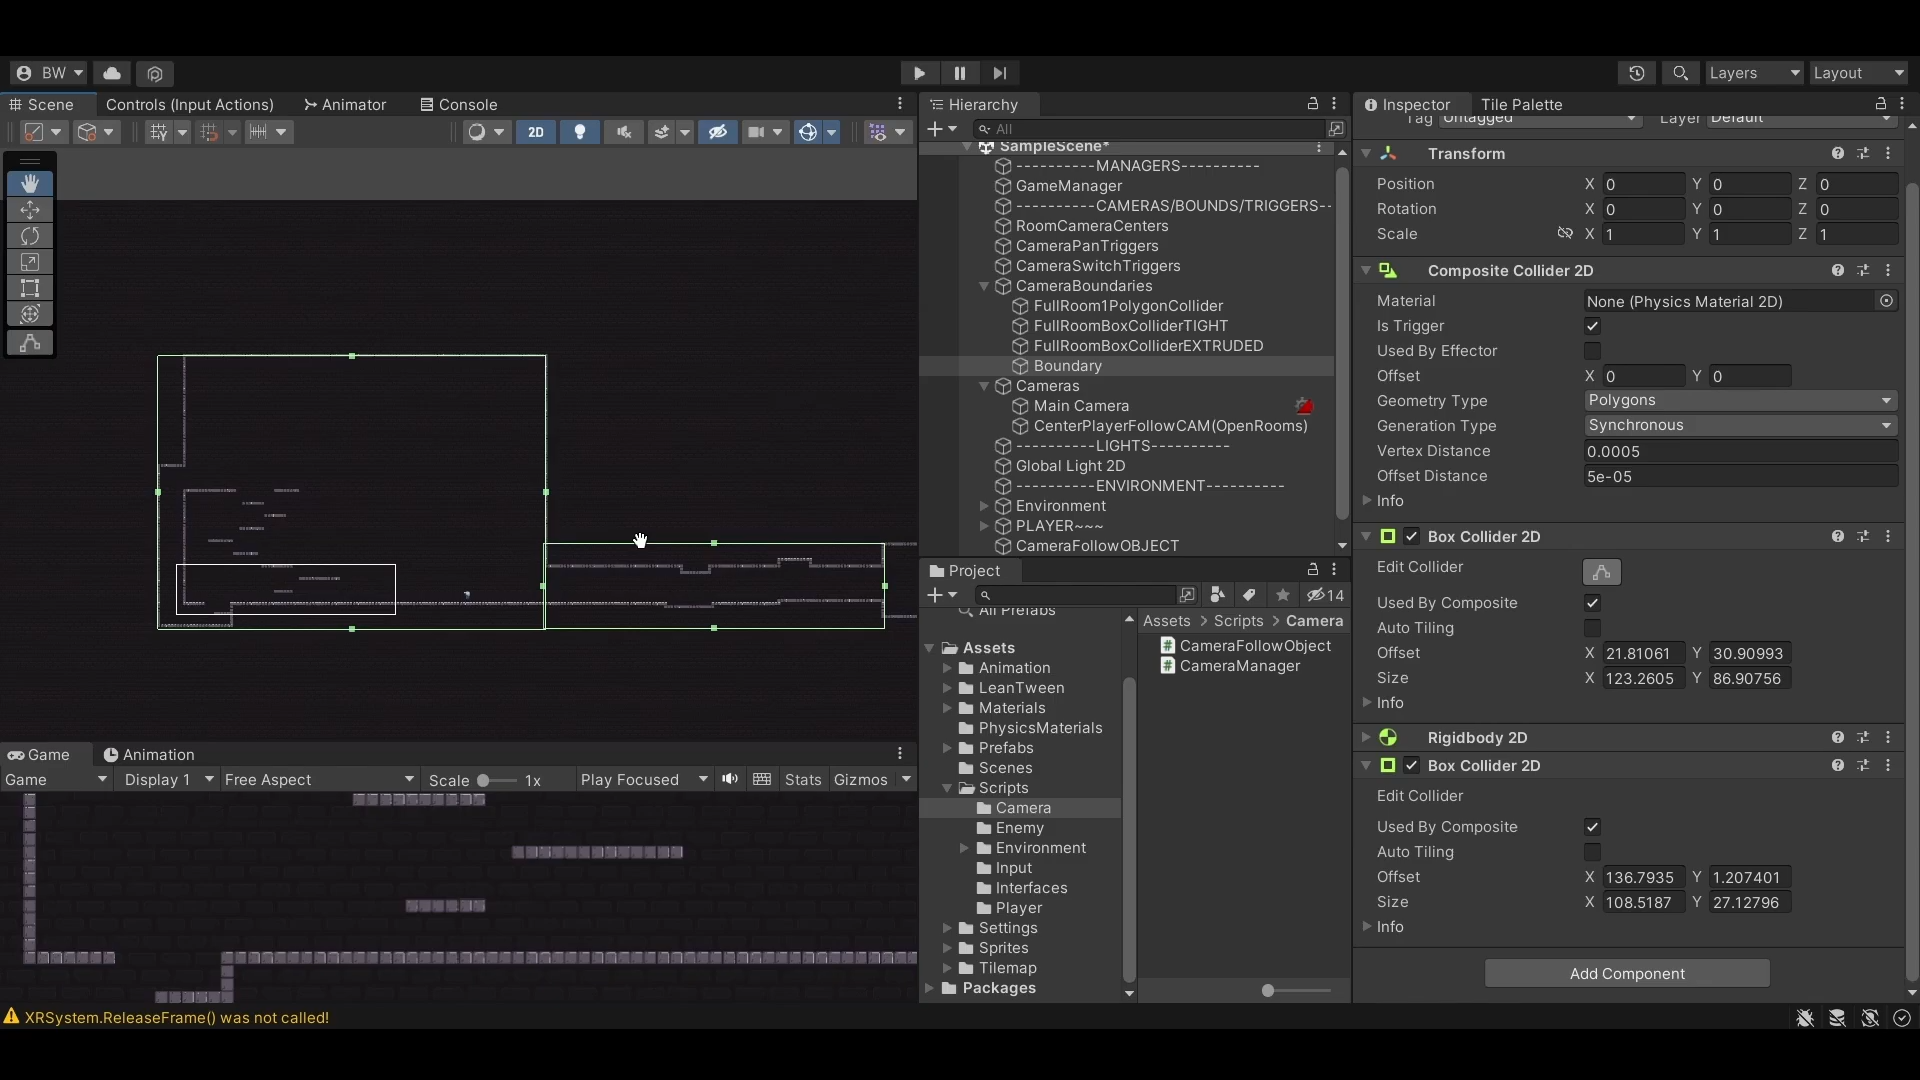 BW
Layers
Layout
Scene
Controls (Input Actions)
Animator
Console
2D
Hierarchy
All
SampleScene*
----------MANAGERS----------
GameManager
----------CAMERAS/BOUNDS/TRIGGERS--
RoomCameraCenters
CameraPanTriggers
CameraSwitchTriggers
CameraBoundaries
FullRoom1PolygonCollider
FullRoomBoxColliderTIGHT
FullRoomBoxColliderEXTRUDED
Boundary
Cameras
Main Camera
CenterPlayerFollowCAM(OpenRooms)
----------LIGHTS----------
Global Light 2D
----------ENVIRONMENT----------
Environment
PLAYER~~~
CameraFollowOBJECT
Project
14
All Prefabs
Assets
Animation
LeanTween
Materials
PhysicsMaterials
Prefabs
Scenes
Scripts
Camera
Enemy
Environment
Input
Interfaces
Player
Settings
Sprites
Tilemap
Packages
Assets > Scripts > Camera
CameraFollowObject
CameraManager
Inspector
Tile Palette
Tag Untagged Layer Default
Transform
Position X 0 Y 0 Z 0
Rotation X 0 Y 0 Z 0
Scale X 1 Y 1 Z 1
Composite Collider 2D
Material None (Physics Material 2D)
Is Trigger
Used By Effector
Offset X 0 Y 0
Geometry Type Polygons
Generation Type Synchronous
Vertex Distance 0.0005
Offset Distance 5e-05
Info
Box Collider 2D
Edit Collider
Used By Composite
Auto Tiling
Offset X 21.81061 Y 30.90993
Size X 123.2605 Y 86.90756
Info
Rigidbody 2D
Box Collider 2D
Edit Collider
Used By Composite
Auto Tiling
Offset X 136.7935 Y 1.207401
Size X 108.5187 Y 27.12796
Info
Add Component
Game
Animation
Game
Display 1
Free Aspect
Scale 1x
Play Focused
Stats
Gizmos
XRSystem.ReleaseFrame() was not called!